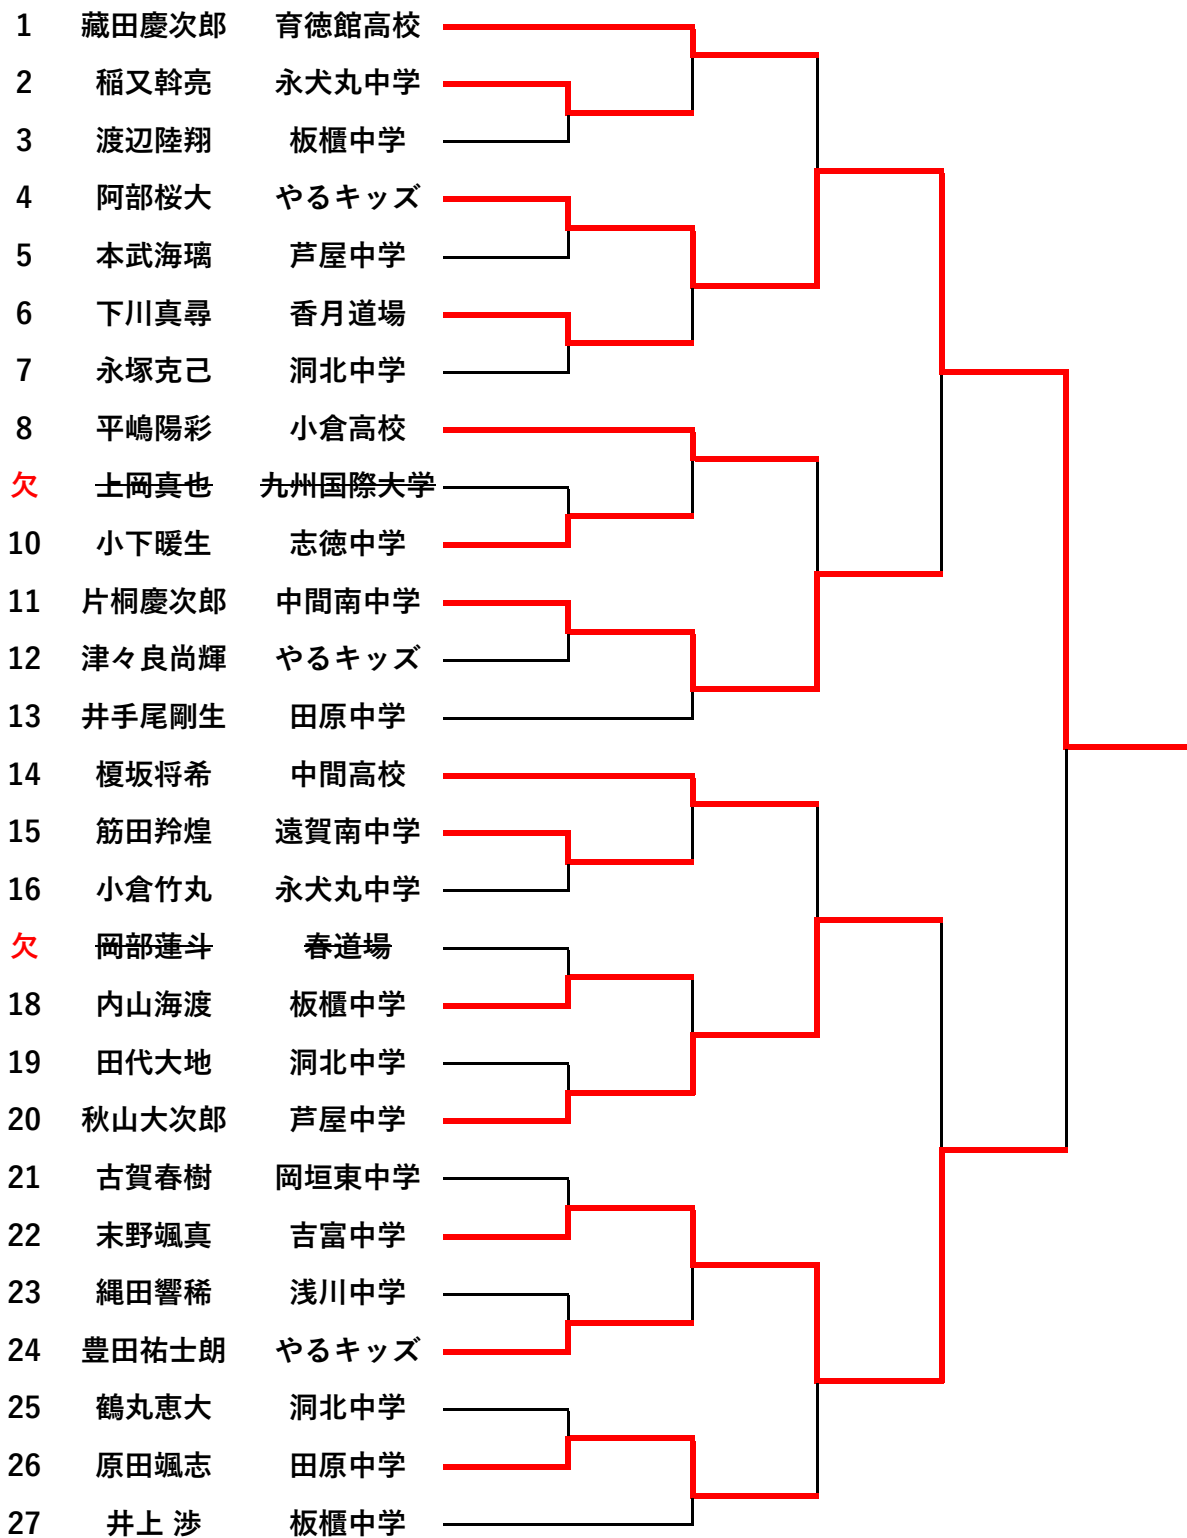 1 藏田慶次郎 育徳館高校
2 稲又斡亮 永犬丸中学
3 渡辺陸翔 板櫃中学
4 阿部桜大 やるキッズ
5 本武海璃 芦屋中学
6 下川真尋 香月道場
7 永塚克己 洞北中学
8 平嶋陽彩 小倉高校
欠 上岡真也 九州国際大学
10 小下暖生 志徳中学
11 片桐慶次郎 中間南中学
12 津々良尚輝 やるキッズ
13 井手尾剛生 田原中学
14 榎坂将希 中間高校
15 筋田羚煌 遠賀南中学
16 小倉竹丸 永犬丸中学
欠 岡部蓮斗 春道場
18 内山海渡 板櫃中学
19 田代大地 洞北中学
20 秋山大次郎 芦屋中学
21 古賀春樹 岡垣東中学
22 末野颯真 吉富中学
23 縄田響稀 浅川中学
24 豊田祐士朗 やるキッズ
25 鶴丸恵大 洞北中学
26 原田颯志 田原中学
27 井上 渉 板櫃中学